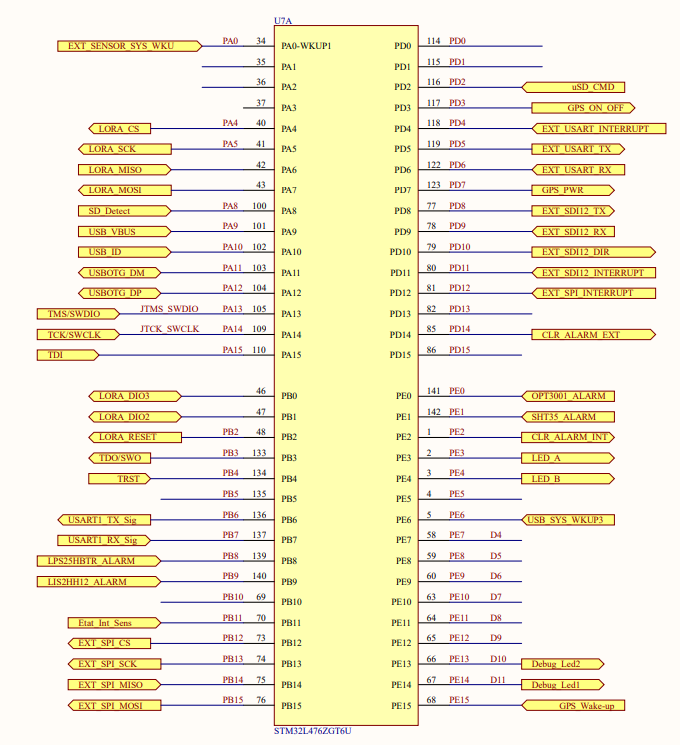 U7A
EXT_SENSOR_SYS_WKU PA0 34 PA0-WKUP1 PD0 114 PD0
35 PA1 PD1 115 PD1
36 PA2 PD2 116 PD2 uSD_CMD
37 PA3 PD3 117 PD3 GPS_ON_OFF
LORA_CS PA4 40 PA4 PD4 118 PD4 EXT_USART_INTERRUPT
LORA_SCK PA5 41 PA5 PD5 119 PD5 EXT_USART_TX
LORA_MISO 42 PA6 PD6 122 PD6 EXT_USART_RX
LORA_MOSI 43 PA7 PD7 123 PD7 GPS_PWR
SD_Detect PA8 100 PA8 PD8 77 PD8 EXT_SDI12_TX
USB_VBUS PA9 101 PA9 PD9 78 PD9 EXT_SDI12_RX
USB_ID PA10 102 PA10 PD10 79 PD10 EXT_SDI12_DIR
USBOTG_DM PA11 103 PA11 PD11 80 PD11 EXT_SDI12_INTERRUPT
USBOTG_DP PA12 104 PA12 PD12 81 PD12 EXT_SPI_INTERRUPT
TMS/SWDIO JTMS_SWDIO PA13 105 PA13 PD13 82 PD13
TCK/SWCLK JTCK_SWCLK PA14 109 PA14 PD14 85 PD14 CLR_ALARM_EXT
TDI PA15 110 PA15 PD15 86 PD15
LORA_DIO3 46 PB0 PE0 141 PE0 OPT3001_ALARM
LORA_DIO2 47 PB1 PE1 142 PE1 SHT35_ALARM
LORA_RESET PB2 48 PB2 PE2 1 PE2 CLR_ALARM_INT
TDO/SWO PB3 133 PB3 PE3 2 PE3 LED_A
TRST PB4 134 PB4 PE4 3 PE4 LED_B
PB5 135 PB5 PE5 4 PE5
USART1_TX_Sig PB6 136 PB6 PE6 5 PE6 USB_SYS_WKUP3
USART1_RX_Sig PB7 137 PB7 PE7 58 PE7 D4
LPS25HBTR_ALARM PB8 139 PB8 PE8 59 PE8 D5
LIS2HH12_ALARM PB9 140 PB9 PE9 60 PE9 D6
PB10 69 PB10 PE10 63 PE10 D7
Etat_Int_Sens PB11 70 PB11 PE11 64 PE11 D8
EXT_SPI_CS PB12 73 PB12 PE12 65 PE12 D9
EXT_SPI_SCK PB13 74 PB13 PE13 66 PE13 D10 Debug_Led2
EXT_SPI_MISO PB14 75 PB14 PE14 67 PE14 D11 Debug_Led1
EXT_SPI_MOSI PB15 76 PB15 PE15 68 PE15 GPS_Wake-up
STM32L476ZGT6U